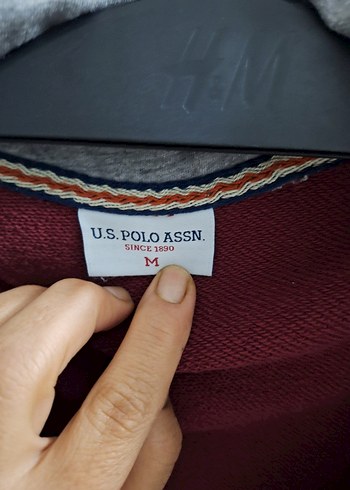 H&M
U.S. POLO ASSN.
SINCE 1890
M